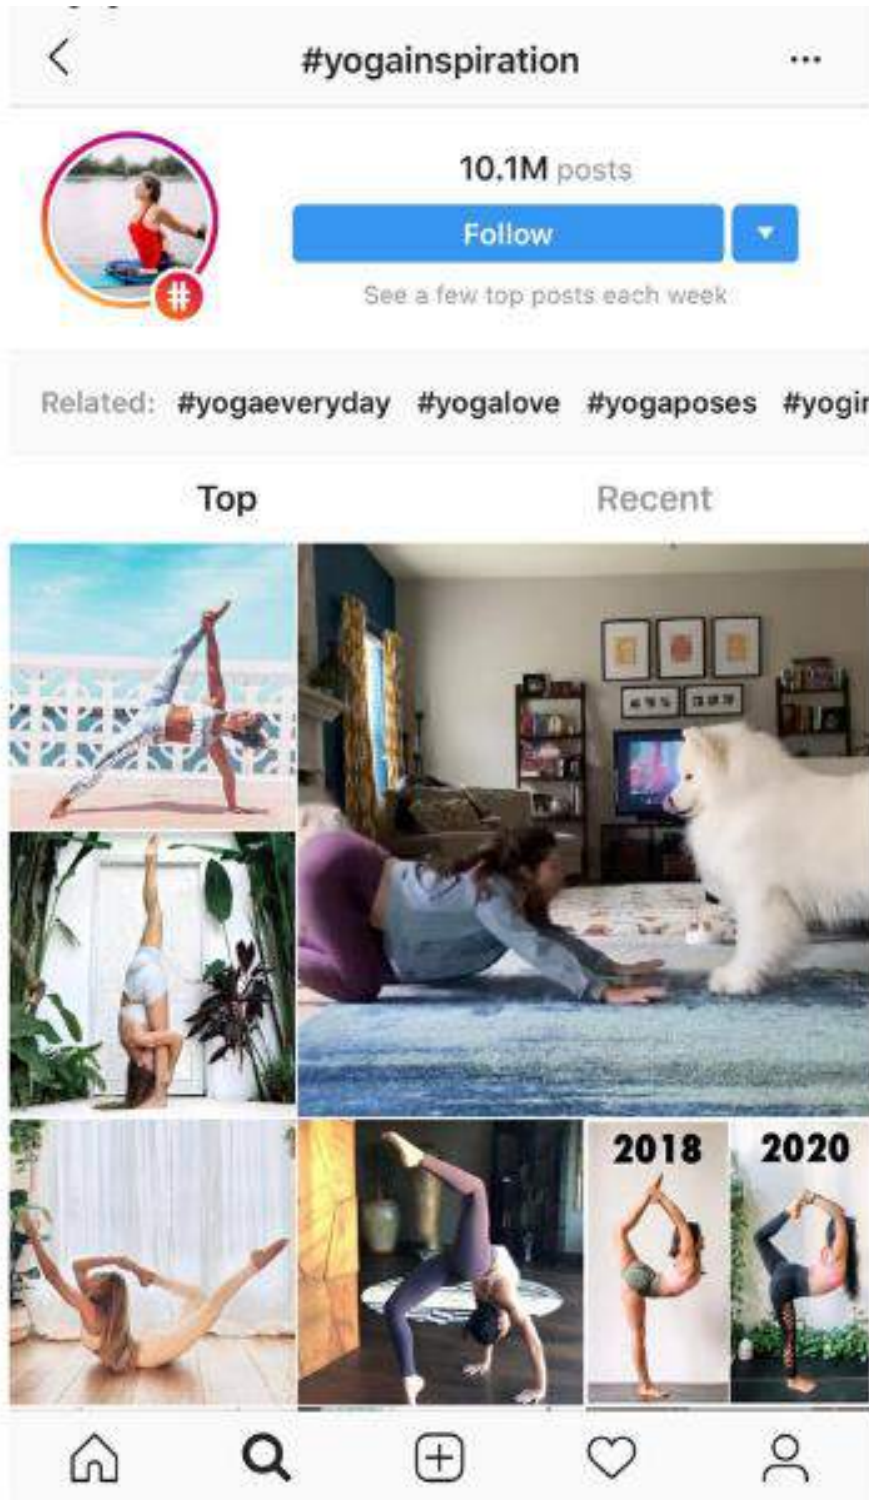 #yogainspiration
10.1M posts
Follow
See a few top posts each week
Related: #yogaeveryday #yogalove #yogaposes #yogir
Top Recent
2018 2020